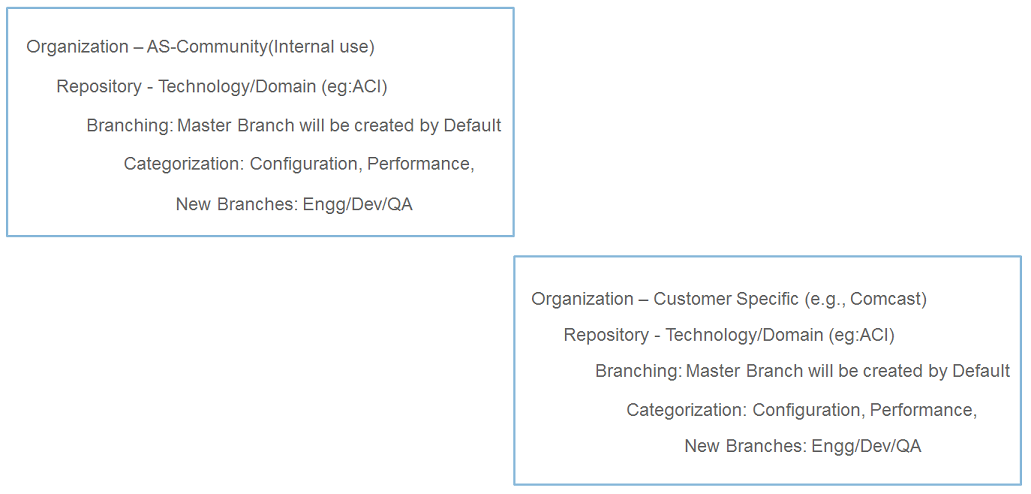 Organization – AS-Community(Internal use)
Repository - Technology/Domain (eg:ACI)
Branching: Master Branch will be created by Default
Categorization: Configuration, Performance,
New Branches: Engg/Dev/QA
Organization – Customer Specific (e.g., Comcast)
Repository - Technology/Domain (eg:ACI)
Branching: Master Branch will be created by Default
Categorization: Configuration, Performance,
New Branches: Engg/Dev/QA